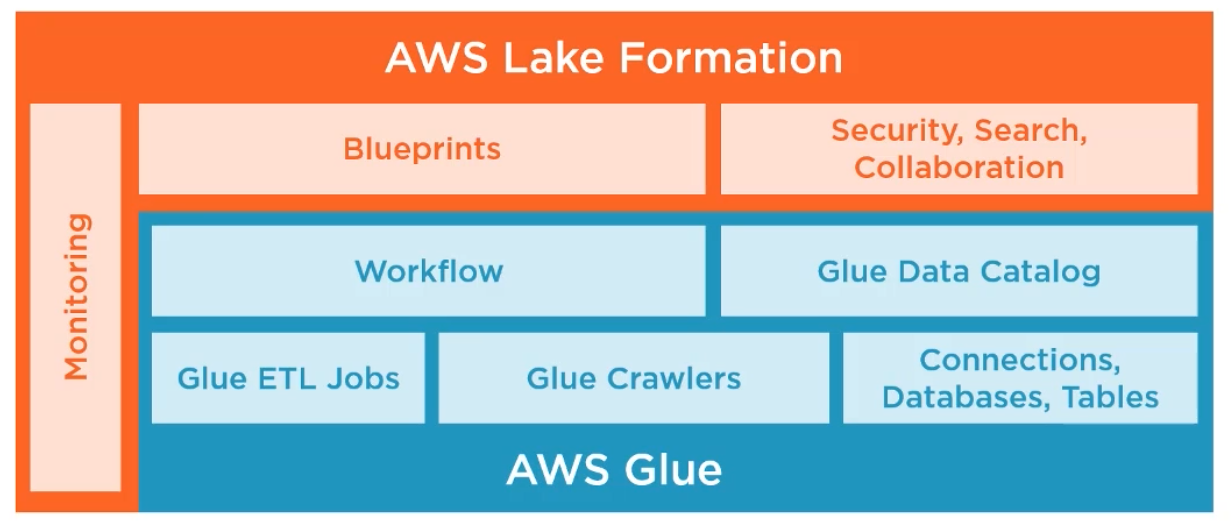 AWS Lake Formation
Monitoring
Blueprints
Security, Search,
Collaboration
Workflow
Glue Data Catalog
Glue ETL Jobs
Glue Crawlers
Connections,
Databases, Tables
AWS Glue